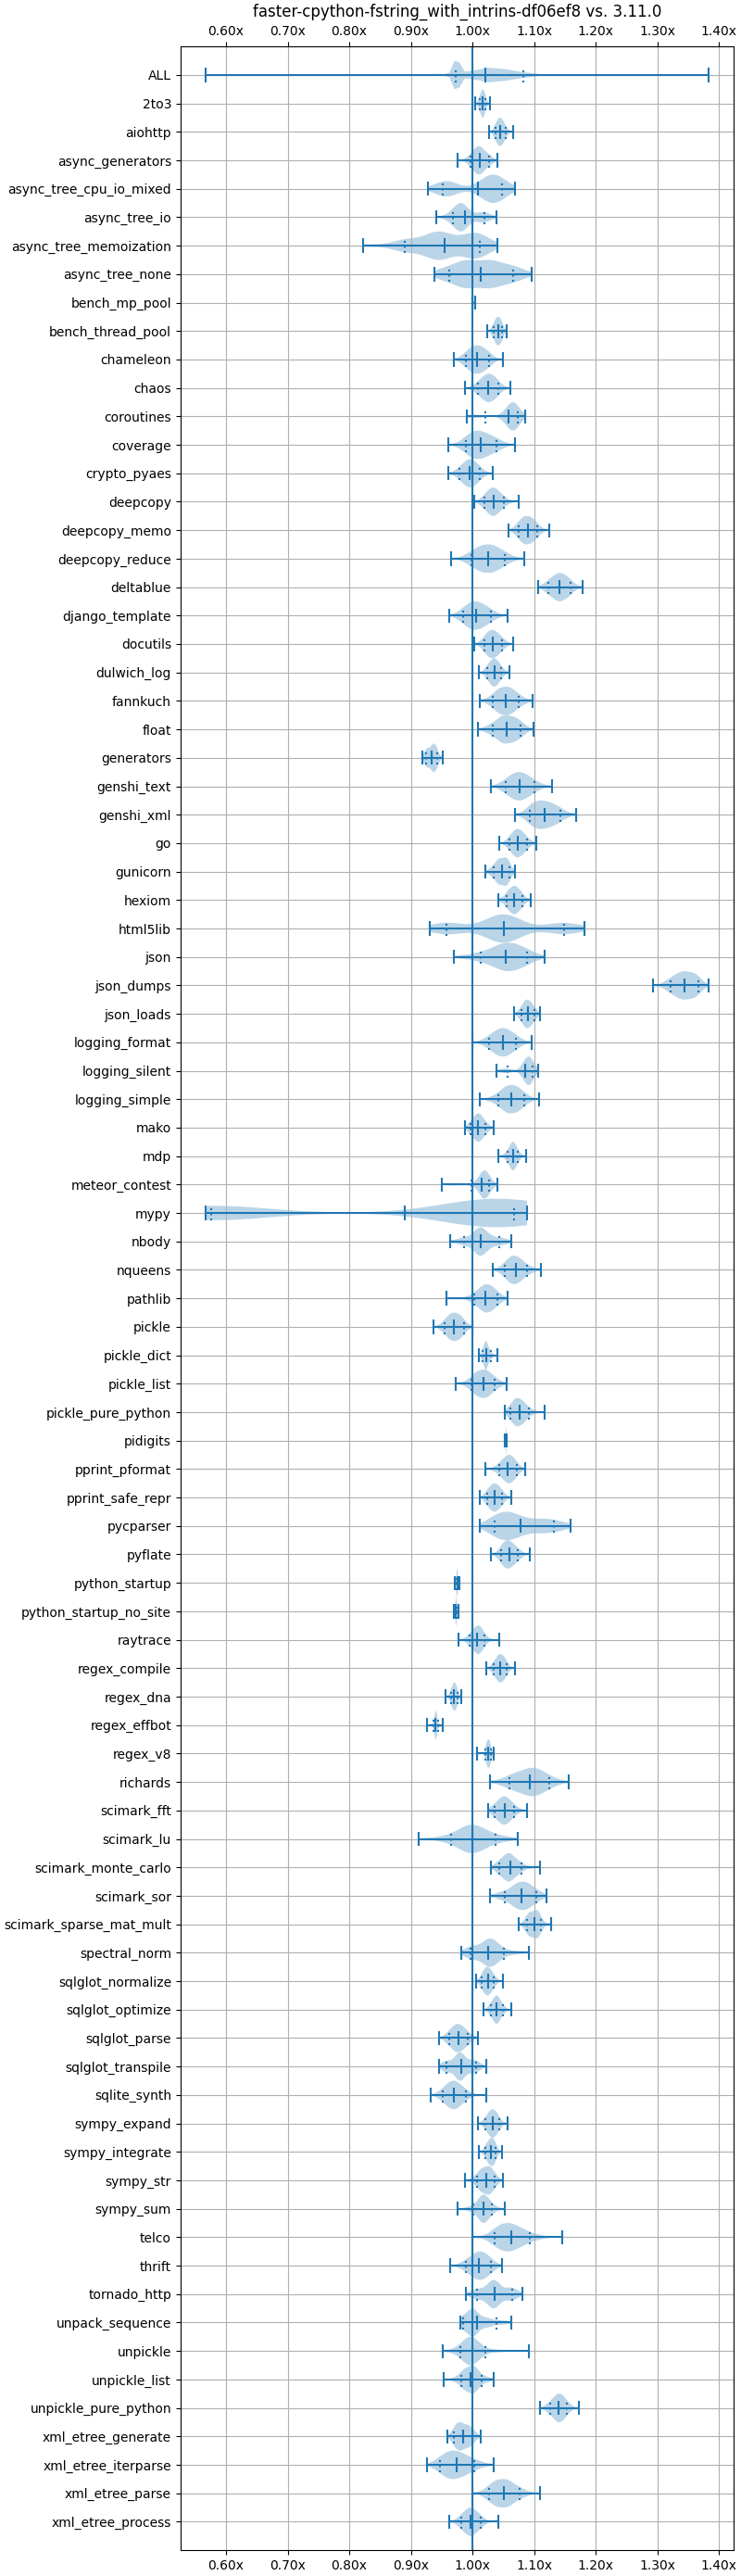 faster-cpython-fstring_with_intrins-df06ef8 vs. 3.11.0
0.60x 0.70x 0.80x 0.90x 1.00x 1.10x 1.20x 1.30x 1.40x
ALL
2to3
aiohttp
async_generators
async_tree_cpu_io_mixed
async_tree_io
async_tree_memoization
async_tree_none
bench_mp_pool
bench_thread_pool
chameleon
chaos
coroutines
coverage
crypto_pyaes
deepcopy
deepcopy_memo
deepcopy_reduce
deltablue
django_template
docutils
dulwich_log
fannkuch
float
generators
genshi_text
genshi_xml
go
gunicorn
hexiom
html5lib
json
json_dumps
json_loads
logging_format
logging_silent
logging_simple
mako
mdp
meteor_contest
mypy
nbody
nqueens
pathlib
pickle
pickle_dict
pickle_list
pickle_pure_python
pidigits
pprint_pformat
pprint_safe_repr
pycparser
pyflate
python_startup
python_startup_no_site
raytrace
regex_compile
regex_dna
regex_effbot
regex_v8
richards
scimark_fft
scimark_lu
scimark_monte_carlo
scimark_sor
scimark_sparse_mat_mult
spectral_norm
sqlglot_normalize
sqlglot_optimize
sqlglot_parse
sqlglot_transpile
sqlite_synth
sympy_expand
sympy_integrate
sympy_str
sympy_sum
telco
thrift
tornado_http
unpack_sequence
unpickle
unpickle_list
unpickle_pure_python
xml_etree_generate
xml_etree_iterparse
xml_etree_parse
xml_etree_process
0.60x 0.70x 0.80x 0.90x 1.00x 1.10x 1.20x 1.30x 1.40x